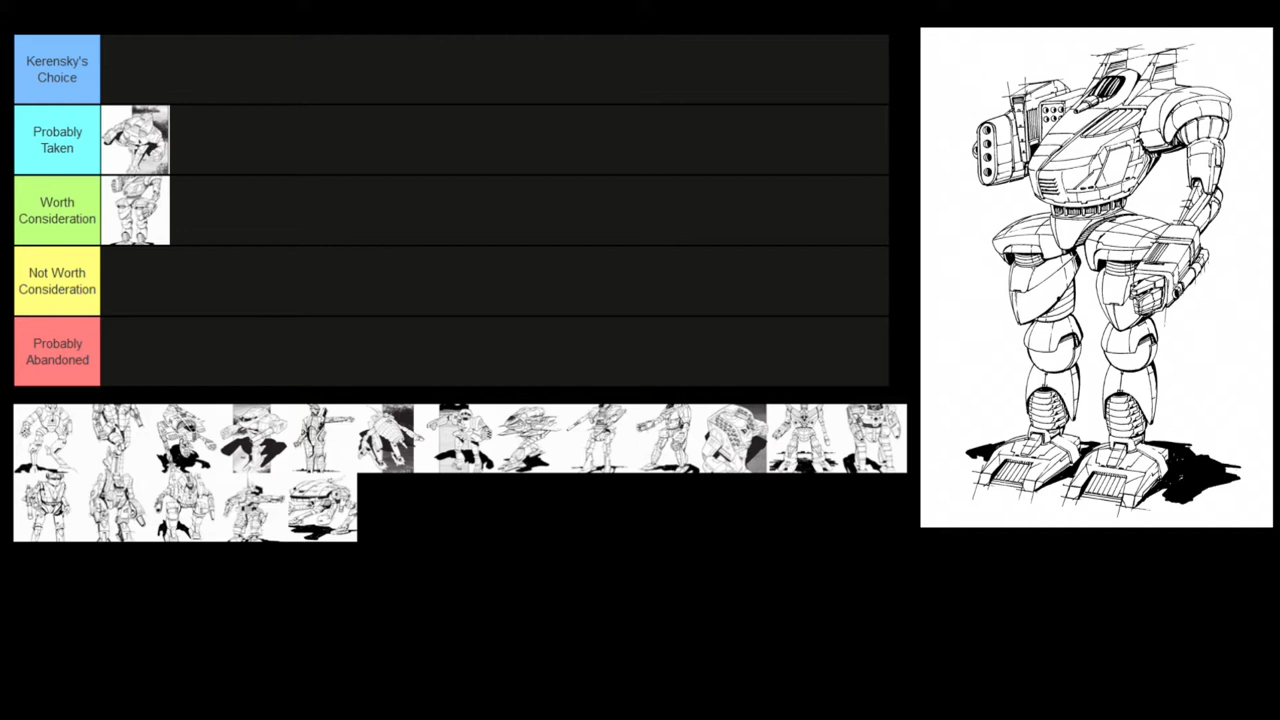 Kerensky's
Choice
Probably
Taken
Worth
Consideration
Not Worth
Consideration
Probably
Abandoned